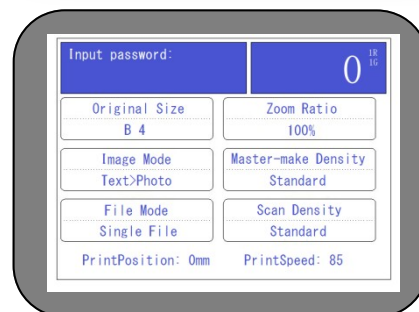 Input password:
0 1R
1G
Original Size
B 4
Zoom Ratio
100%
Image Mode
Text>Photo
Master-make Density
Standard
File Mode
Single File
Scan Density
Standard
PrintPosition: 0mm PrintSpeed: 85